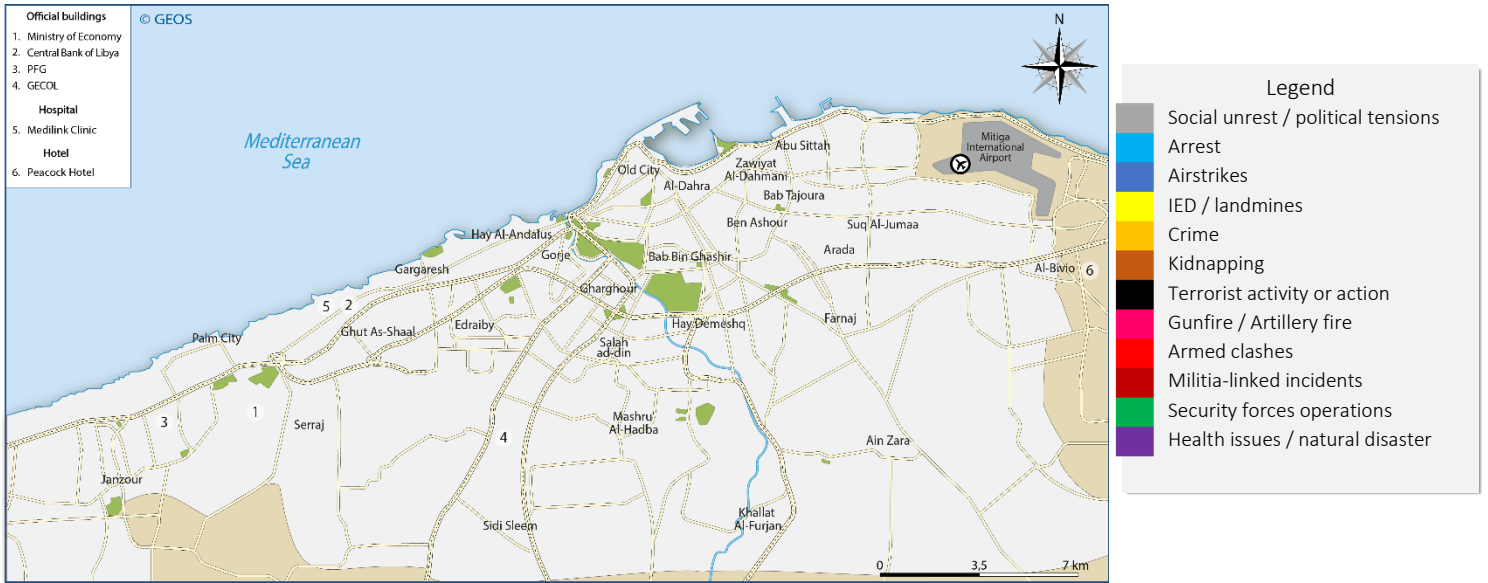 Official buildings
1. Ministry of Economy
2. Central Bank of Libya
3. PFG
4. GECOL
Hospital
5. Medilink Clinic
Hotel
6. Peacock Hotel
© GEOS
N
Mediterranean
Sea
Mitiga
International
Airport
Abu Sittah
Old City
Zawiyat
Al-Dahmani
Al-Dahra
Bab Tajoura
Ben Ashour
Suq Al-Jumaa
Hay Al-Andalus
Arada
Gorje
Bab Bin Ghashir
Gargaresh
Al-Bivio
6
Gharghour
5
2
Ghut As-Shaal
Edraiby
Hay Demeshq
Farnaj
Palm City
Salah
ad-din
1
3
Serraj
4
Mashru
Al-Hadba
Ain Zara
Janzour
Sidi Sleem
Khallat
Al-Furjan
0 3,5 7 km
Legend
Social unrest / political tensions
Arrest
Airstrikes
IED / landmines
Crime
Kidnapping
Terrorist activity or action
Gunfire / Artillery fire
Armed clashes
Militia-linked incidents
Security forces operations
Health issues / natural disaster